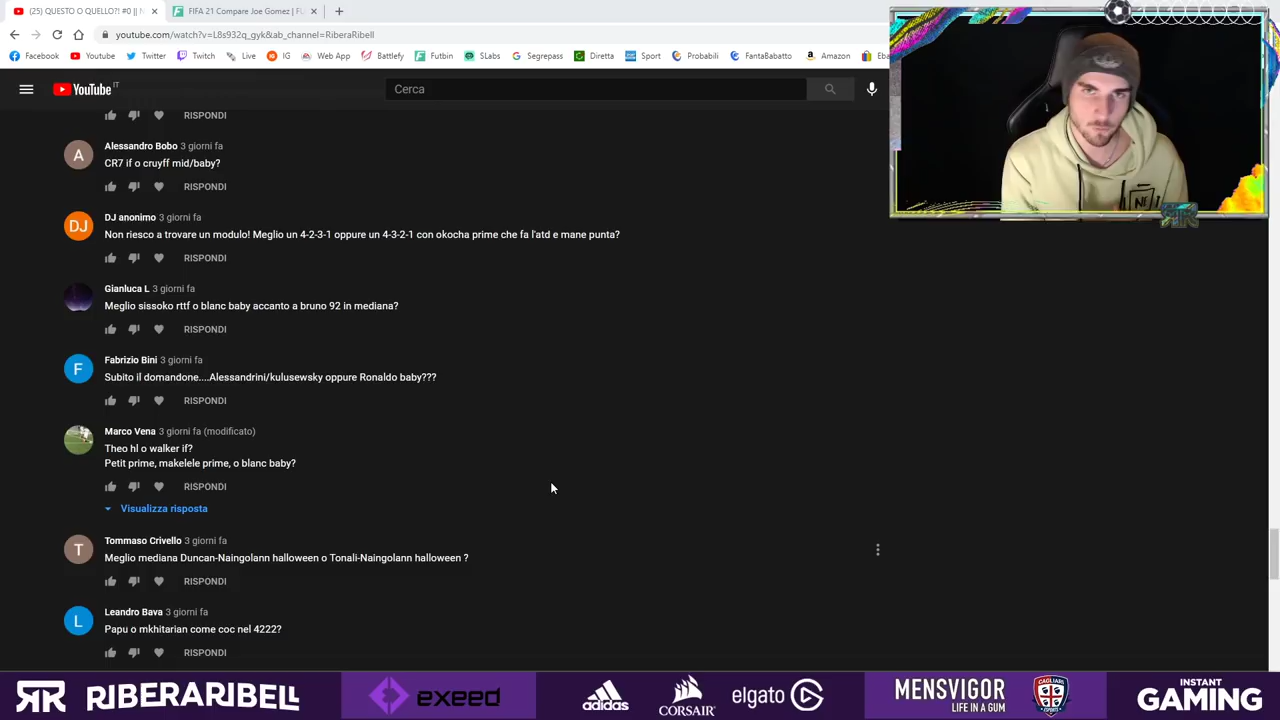 (25) QUESTO O QUELLO?! #0 || N
FIFA 21 Compare Joe Gomez | FU
Facebook
Youtube
Twitter
Twitch
Live
IG
Web App
Battlefy
Futbin
SLabs
Segrepass
Diretta
Sport
Probabili
FantaBabatto
Amazon
Eba
YouTube IT
Cerca
RISPONDI
Alessandro Bobo 3 giorni fa
CR7 if o cruyff mid/baby?
RISPONDI
DJ
DJ anonimo 3 giorni fa
Non riesco a trovare un modulo! Meglio un 4-2-3-1 oppure un 4-3-2-1 con okocha prime che fa l'atd e mane punta?
RISPONDI
Gianluca L 3 giorni fa
Meglio sissoko rttf o blanc baby accanto a bruno 92 in mediana?
RISPONDI
F
Fabrizio Bini 3 giorni fa
Subito il domandone....Alessandrini/kulusewsky oppure Ronaldo baby???
RISPONDI
Marco Vena 3 giorni fa (modificato)
Theo hl o walker if?
Petit prime, makelele prime, o blanc baby?
RISPONDI
Visualizza risposta
T
Tommaso Crivello 3 giorni fa
Meglio mediana Duncan-Naingolann halloween o Tonali-Naingolann halloween ?
RISPONDI
L
Leandro Bava 3 giorni fa
Papu o mkhitarian come coc nel 4222?
RISPONDI
RIBERARIBELL
exeed
adidas
CORSAIR
elgato
MENSVIGOR
LIFE IN A GUM
CAGLIARI
ESPORTS
INSTANT
GAMING